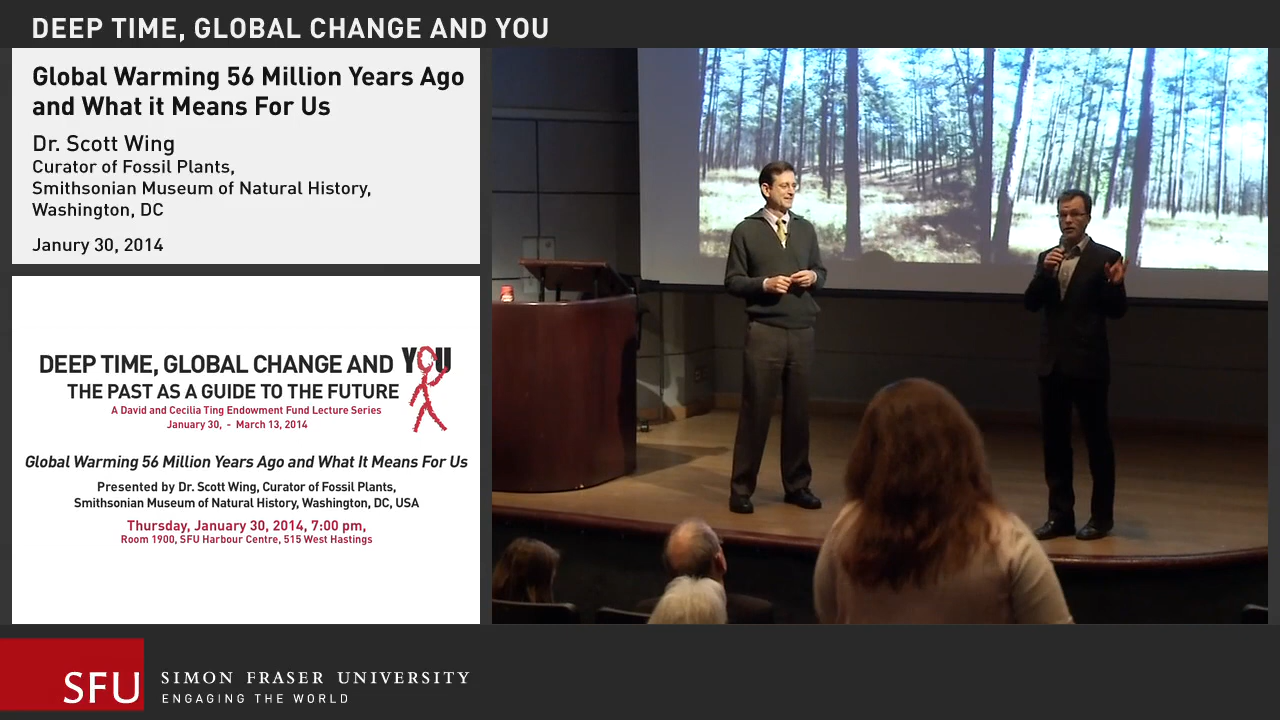 DEEP TIME, GLOBAL CHANGE AND YOU
Global Warming 56 Million Years Ago
and What it Means For Us
Dr. Scott Wing
Curator of Fossil Plants,
Smithsonian Museum of Natural History,
Washington, DC
Janury 30, 2014
DEEP TIME, GLOBAL CHANGE AND YOU
THE PAST AS A GUIDE TO THE FUTURE
A David and Cecilia Ting Endowment Fund Lecture Series
January 30, - March 13, 2014
Global Warming 56 Million Years Ago and What It Means For Us
Presented by Dr. Scott Wing, Curator of Fossil Plants,
Smithsonian Museum of Natural History, Washington, DC, USA
Thursday, January 30, 2014, 7:00 pm,
Room 1900, SFU Harbour Centre, 515 West Hastings
SFU
SIMON FRASER UNIVERSITY
ENGAGING THE WORLD